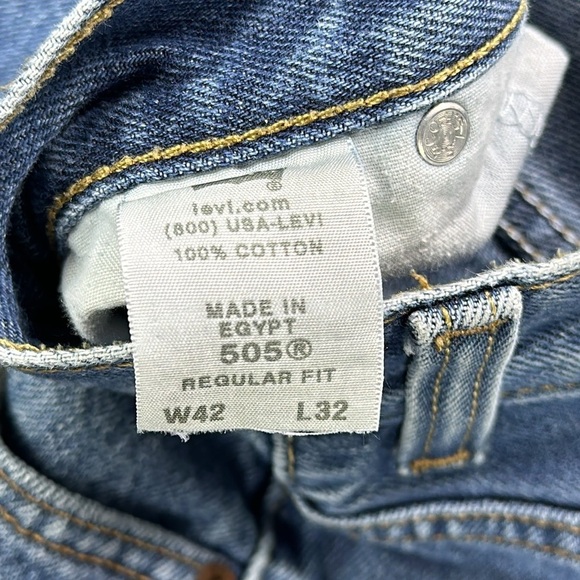 ®
levi.com
(800) USA-LEVI
100% COTTON
MADE IN
EGYPT
505®
REGULAR FIT
W42 L32